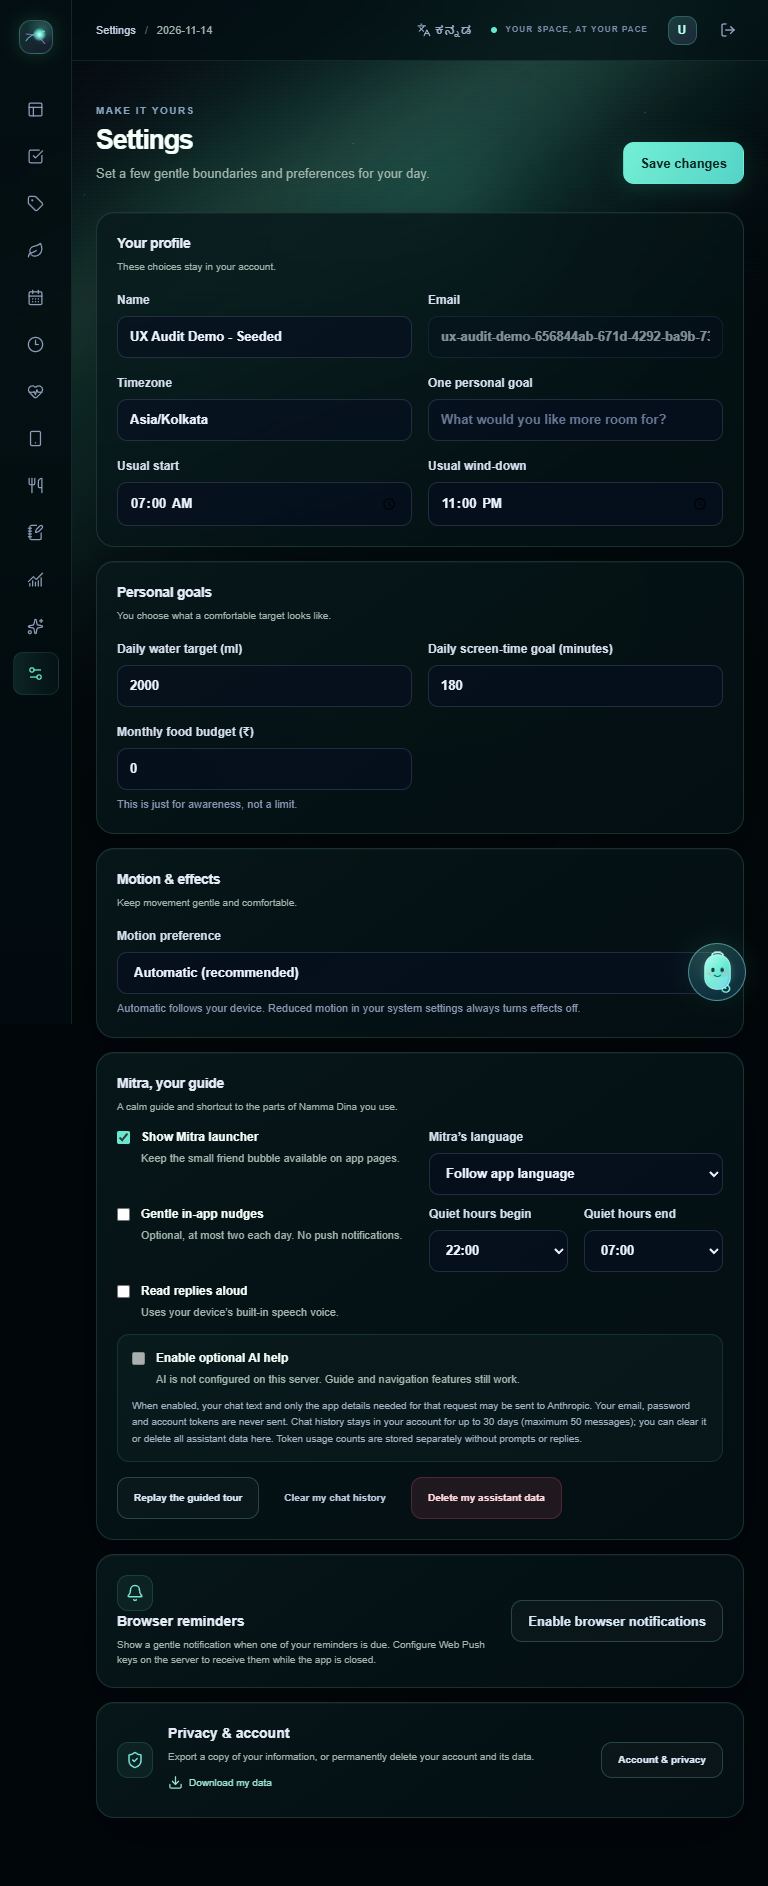 Settings / 2026-11-14
ಕನ್ನಡ
YOUR SPACE, AT YOUR PACE
U
MAKE IT YOURS
Settings
Set a few gentle boundaries and preferences for your day.
Save changes
Your profile
These choices stay in your account.
Name
Email
UX Audit Demo - Seeded
ux-audit-demo-656844ab-671d-4292-ba9b-7
Timezone
One personal goal
Asia/Kolkata
What would you like more room for?
Usual start
Usual wind-down
07:00 AM
11:00 PM
Personal goals
You choose what a comfortable target looks like.
Daily water target (ml)
Daily screen-time goal (minutes)
2000
180
Monthly food budget (₹)
0
This is just for awareness, not a limit.
Motion & effects
Keep movement gentle and comfortable.
Motion preference
Automatic (recommended)
Automatic follows your device. Reduced motion in your system settings always turns effects off.
Mitra, your guide
A calm guide and shortcut to the parts of Namma Dina you use.
Show Mitra launcher
Keep the small friend bubble available on app pages.
Mitra's language
Follow app language
Gentle in-app nudges
Optional, at most two each day. No push notifications.
Quiet hours begin
Quiet hours end
22:00
07:00
Read replies aloud
Uses your device's built-in speech voice.
Enable optional AI help
AI is not configured on this server. Guide and navigation features still work.
When enabled, your chat text and only the app details needed for that request may be sent to Anthropic. Your email, password
and account tokens are never sent. Chat history stays in your account for up to 30 days (maximum 50 messages); you can clear it
or delete all assistant data here. Token usage counts are stored separately without prompts or replies.
Replay the guided tour
Clear my chat history
Delete my assistant data
Browser reminders
Show a gentle notification when one of your reminders is due. Configure Web Push
keys on the server to receive them while the app is closed.
Enable browser notifications
Privacy & account
Export a copy of your information, or permanently delete your account and its data.
Download my data
Account & privacy